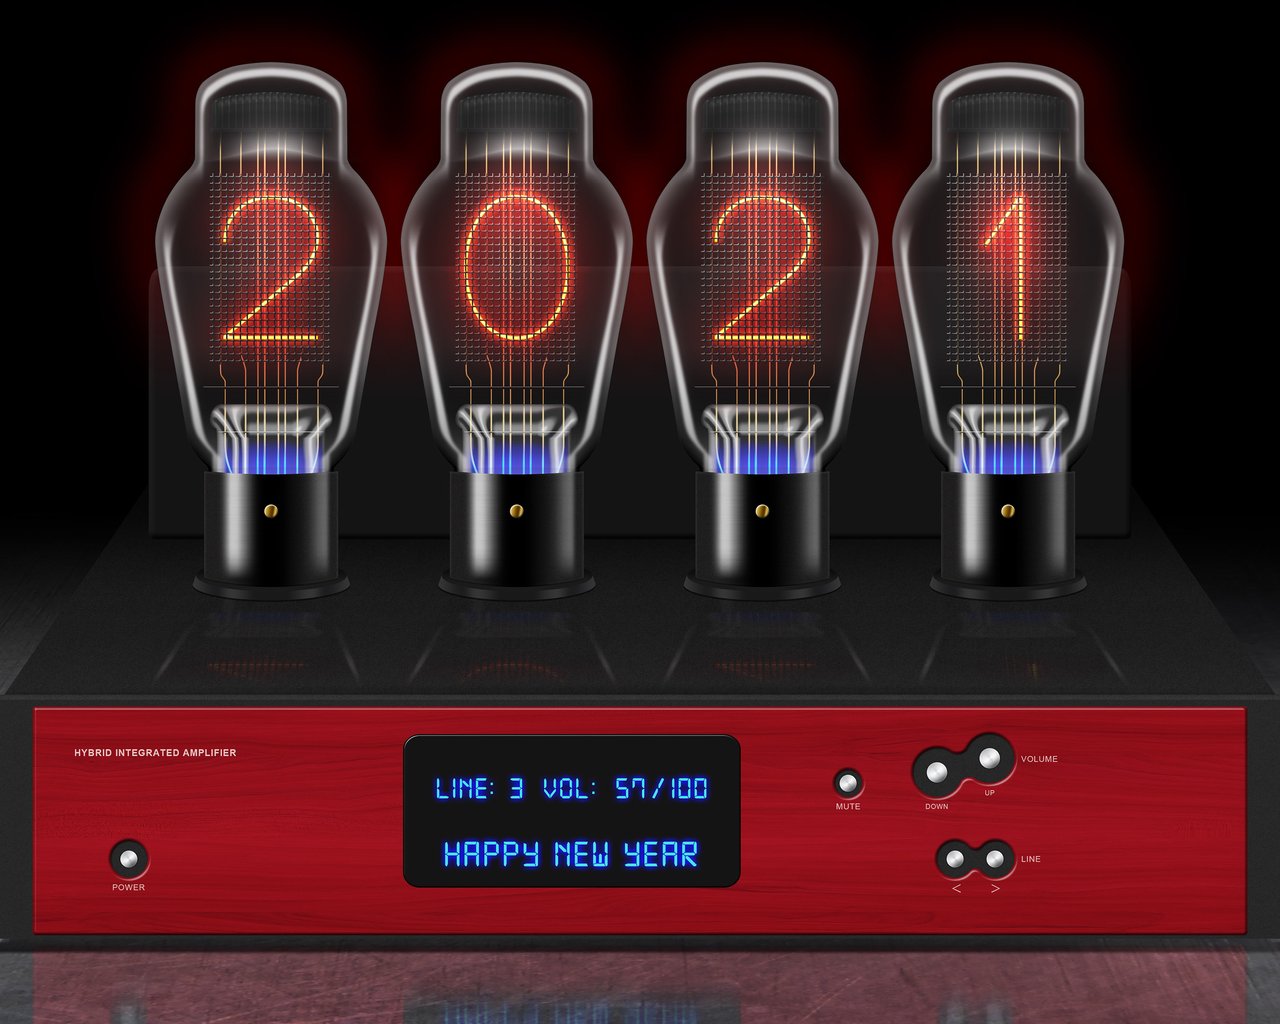 2021
HYBRID INTEGRATED AMPLIFIER
LINE: 3 VOL: 57/100
HAPPY NEW YEAR
POWER
MUTE
VOLUME
DOWN
UP
LINE
< >